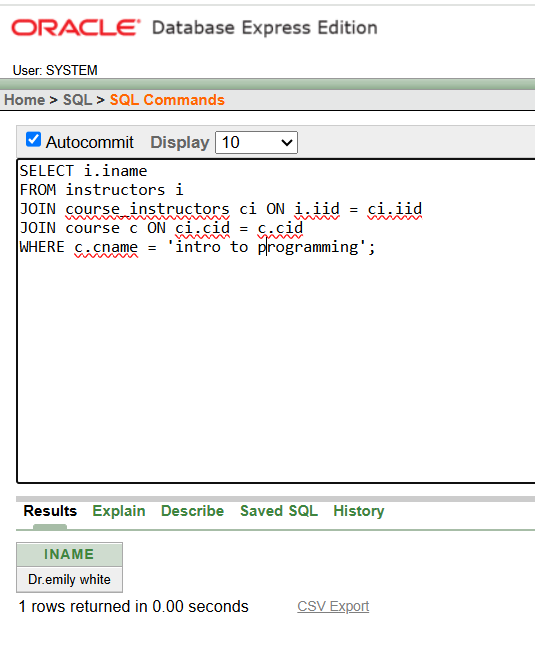 ORACLE Database Express Edition
User: SYSTEM
Home > SQL > SQL Commands
Autocommit Display 10
SELECT i.iname
FROM instructors i
JOIN course_instructors ci ON i.iid = ci.iid
JOIN course c ON ci.cid = c.cid
WHERE c.cname = 'intro to programming';
Results Explain Describe Saved SQL History
INAME
Dr.emily white
1 rows returned in 0.00 seconds CSV Export